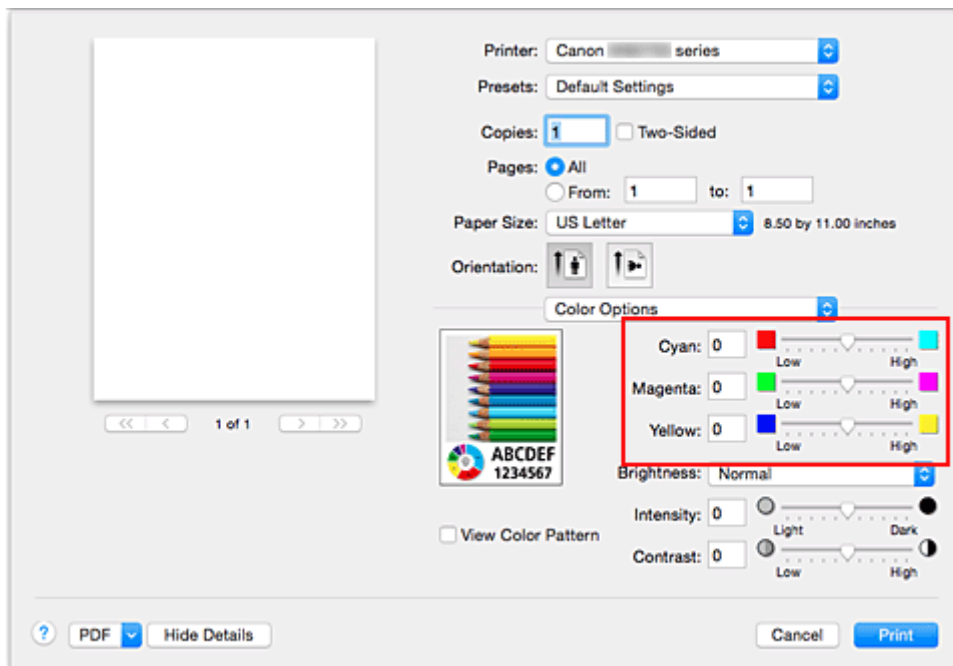 Printer: Canon series
Presets: Default Settings
Copies: 1 Two-Sided
Pages: All
From: 1 to: 1
Paper Size: US Letter 8.50 by 11.00 inches
Orientation:
Color Options
Cyan: 0
Low High
Magenta: 0
Low High
Yellow: 0
Low High
ABCDEF
1234567
Brightness: Normal
Intensity: 0
Light Dark
View Color Pattern
Contrast: 0
Low High
<< < 1 of 1 > >>
? PDF Hide Details Cancel Print